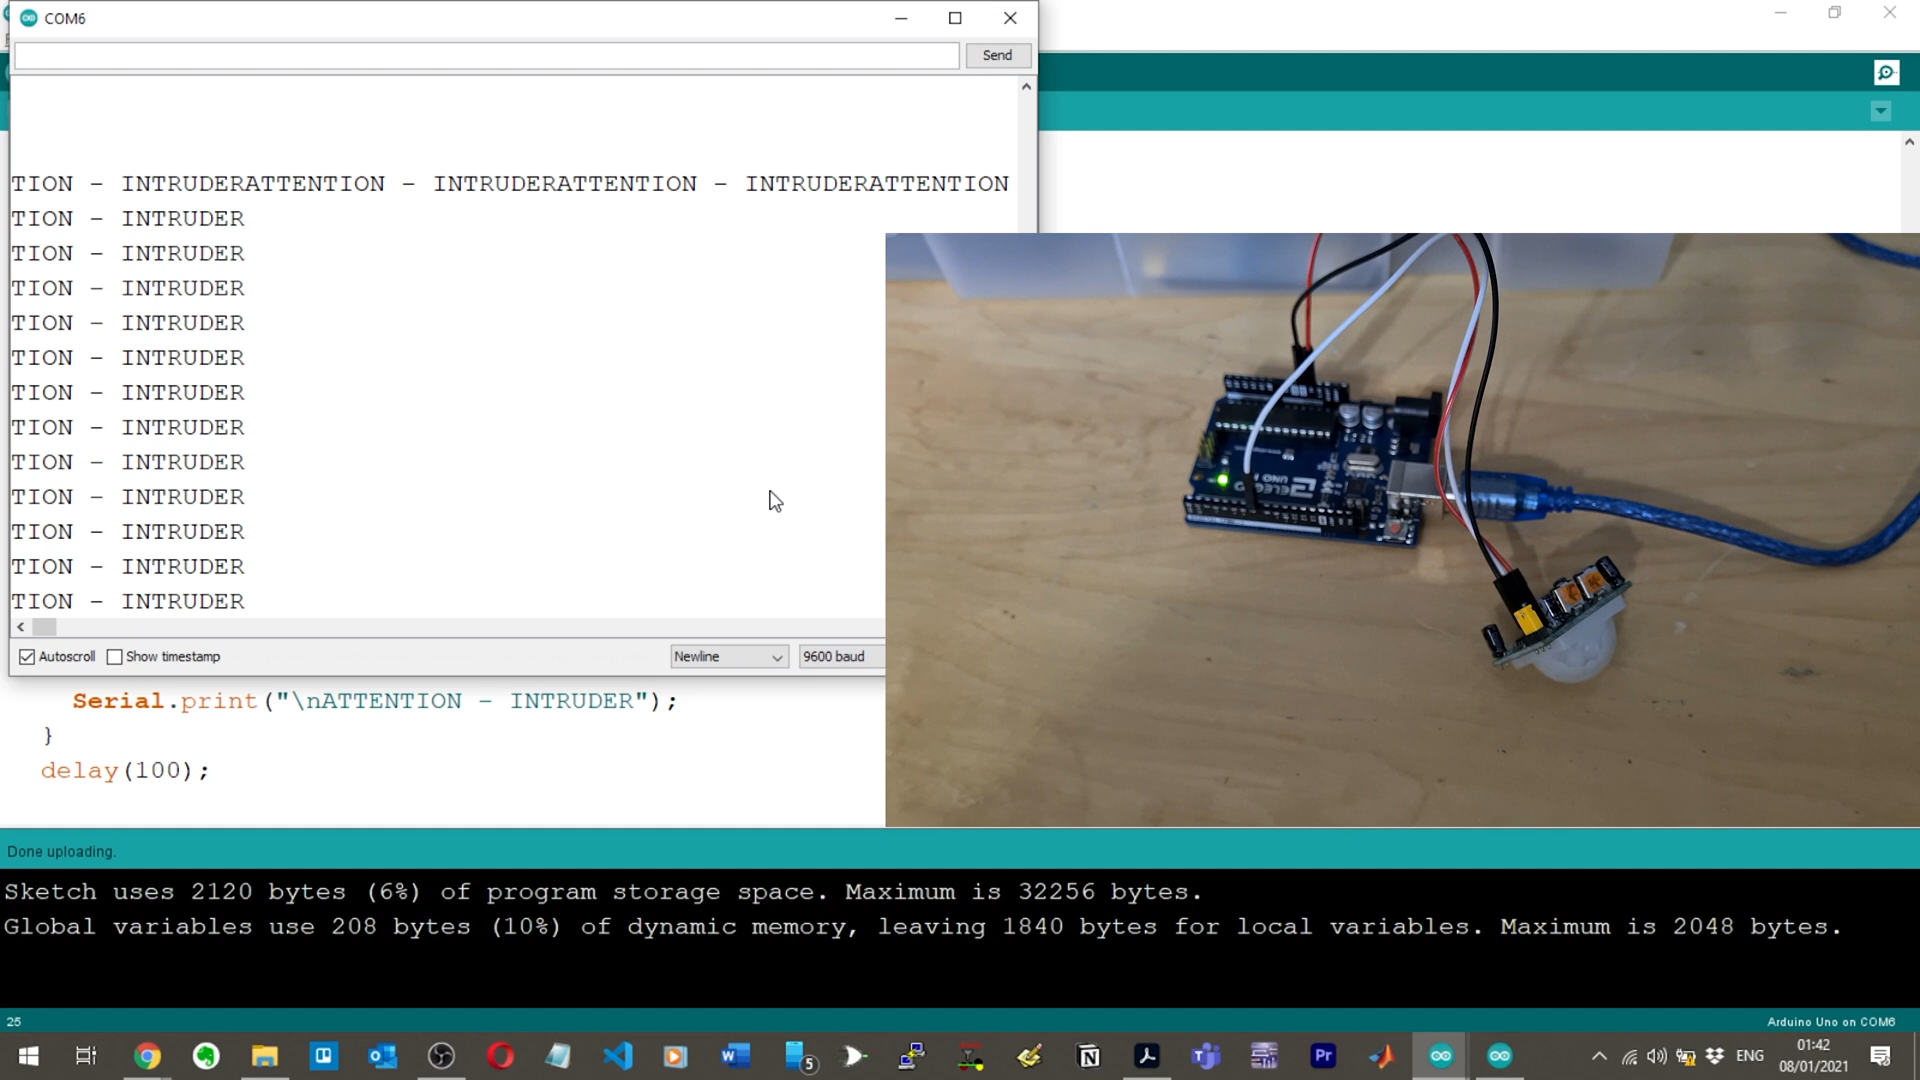 COM6
Send
TION - INTRUDERATTENTION - INTRUDERATTENTION - INTRUDERATTENTION
TION - INTRUDER
TION - INTRUDER
TION - INTRUDER
TION - INTRUDER
TION - INTRUDER
TION - INTRUDER
TION - INTRUDER
TION - INTRUDER
TION - INTRUDER
TION - INTRUDER
TION - INTRUDER
TION - INTRUDER
Autoscroll Show timestamp Newline 9600 baud
Serial.print("\nATTENTION - INTRUDER");
}
delay(100);
ELEGOO
UNO
Done uploading.
Sketch uses 2120 bytes (6%) of program storage space. Maximum is 32256 bytes.
Global variables use 208 bytes (10%) of dynamic memory, leaving 1840 bytes for local variables. Maximum is 2048 bytes.
25
Arduino Uno on COM6
5
Pr
ENG
01:42
08/01/2021